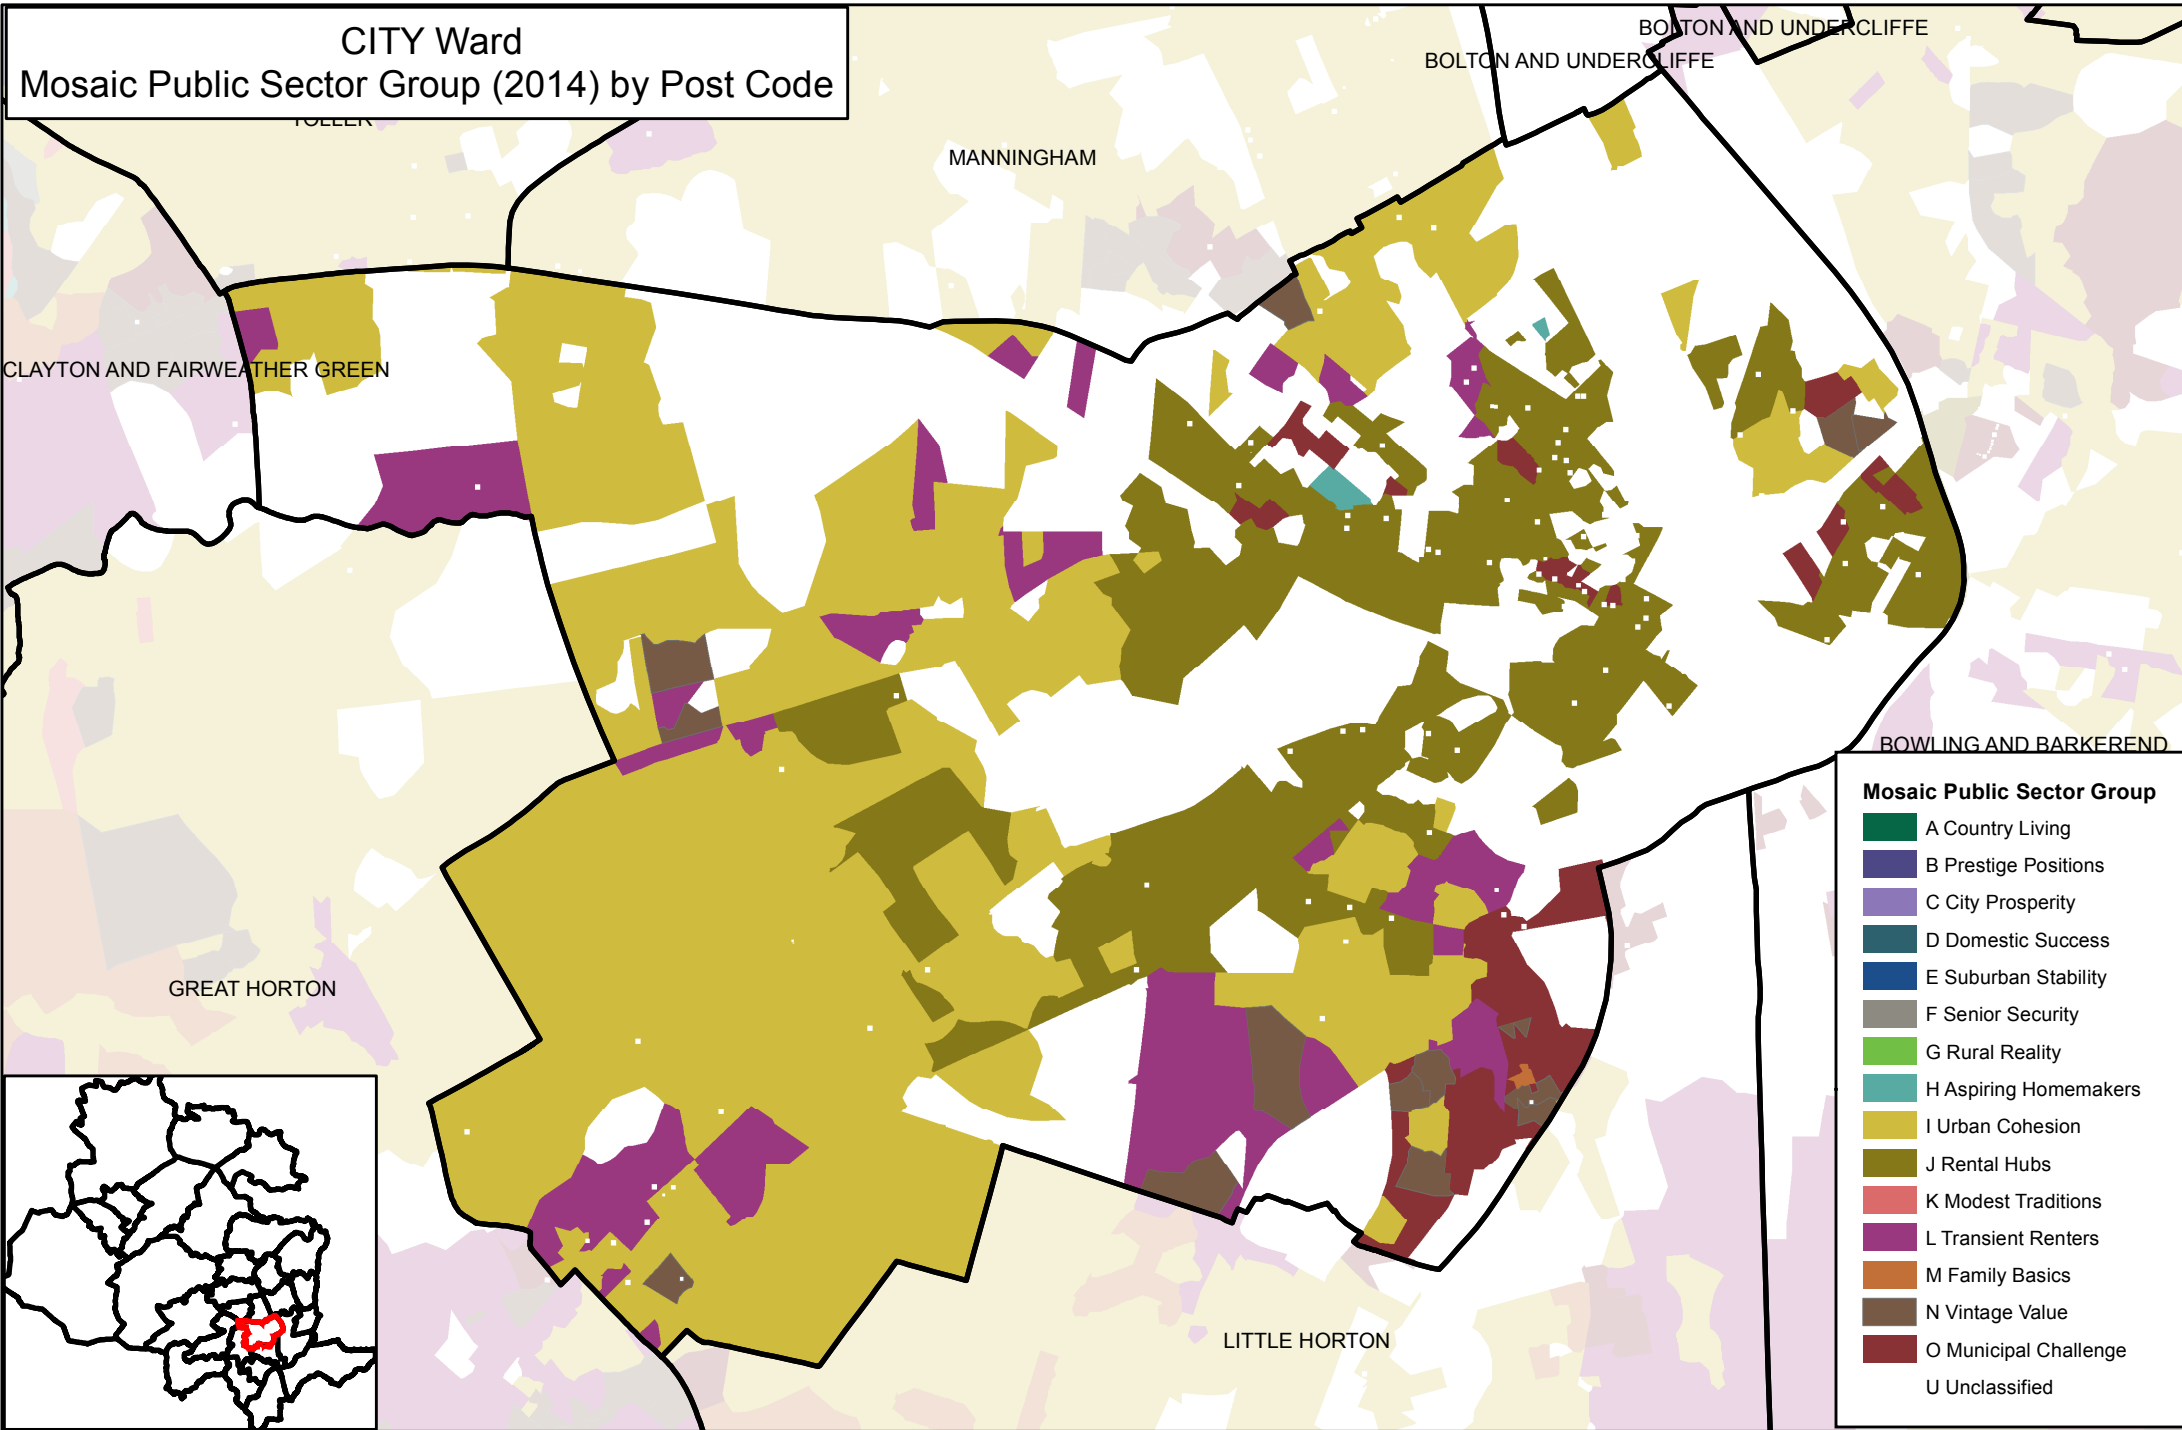 CITY Ward
Mosaic Public Sector Group (2014) by Post Code
BOLTON AND UNDERCLIFFE
BOLTON AND UNDERCLIFFE
TOLLER
MANNINGHAM
CLAYTON AND FAIRWEATHER GREEN
BOWLING AND BARKEREND
GREAT HORTON
LITTLE HORTON
Mosaic Public Sector Group
A Country Living
B Prestige Positions
C City Prosperity
D Domestic Success
E Suburban Stability
F Senior Security
G Rural Reality
H Aspiring Homemakers
I Urban Cohesion
J Rental Hubs
K Modest Traditions
L Transient Renters
M Family Basics
N Vintage Value
O Municipal Challenge
U Unclassified